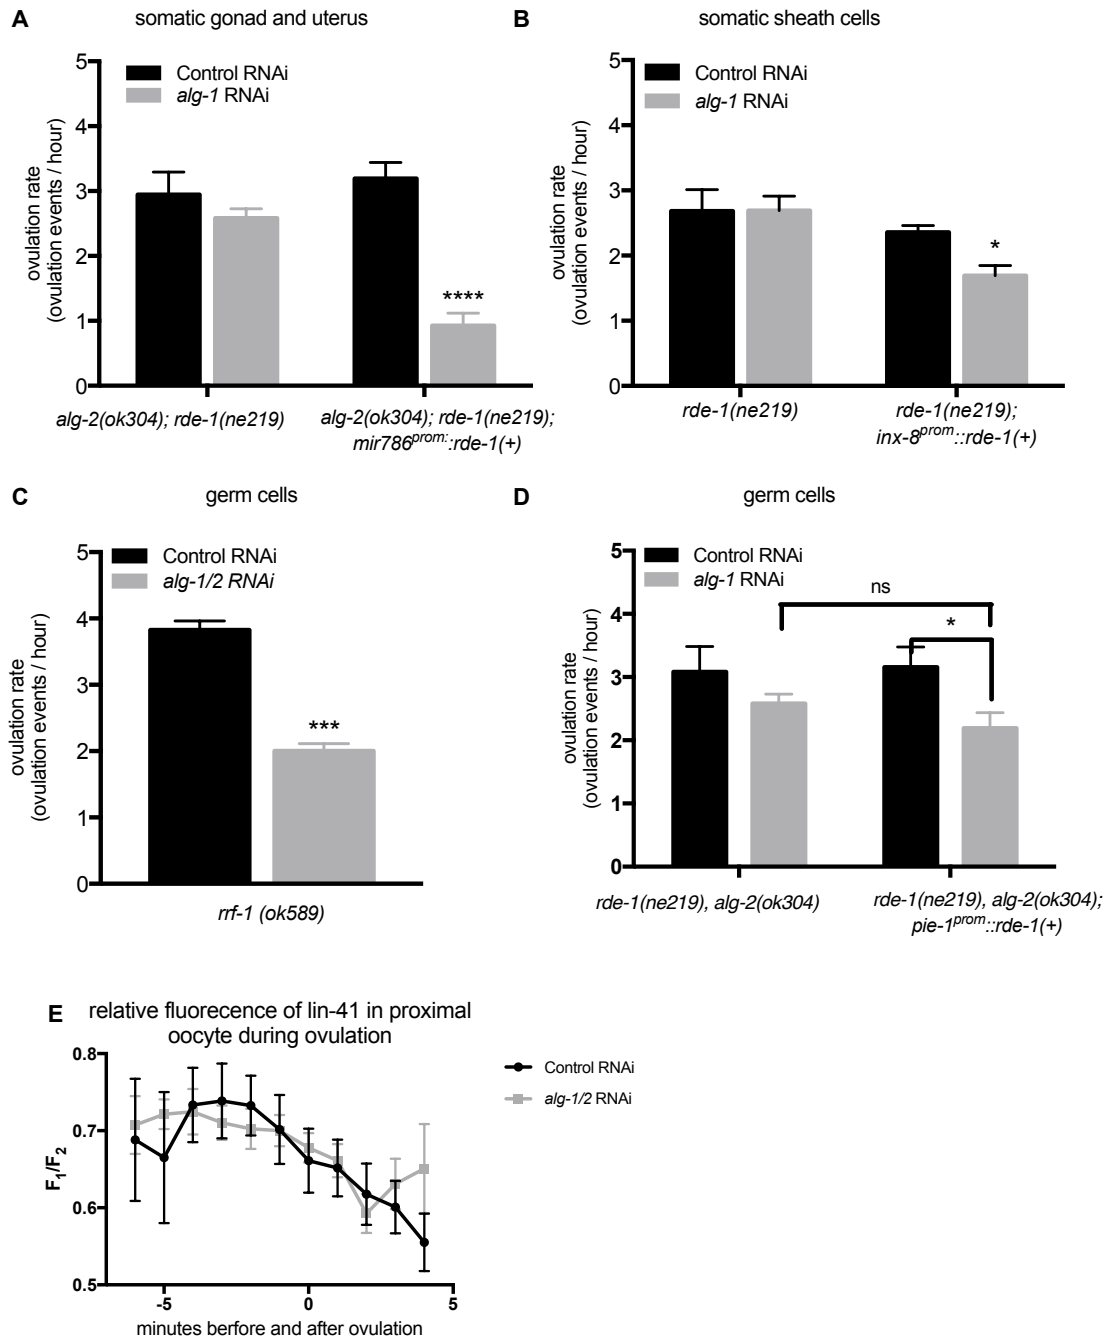 A
somatic gonad and uterus
5
4
3
2
1
0
ovulation rate
(ovulation events / hour)
Control RNAi
alg-1 RNAi
****
alg-2(ok304); rde-1(ne219)
alg-2(ok304); rde-1(ne219);
mir786prom::rde-1(+)
B
somatic sheath cells
5
4
3
2
1
0
ovulation rate
(ovulation events / hour)
Control RNAi
alg-1 RNAi
*
rde-1(ne219)
rde-1(ne219);
inx-8prom::rde-1(+)
C
germ cells
5
4
3
2
1
0
ovulation rate
(ovulation events / hour)
Control RNAi
alg-1/2 RNAi
***
rrf-1 (ok589)
D
germ cells
5
4
3
2
1
0
ovulation rate
(ovulation events / hour)
Control RNAi
alg-1 RNAi
ns
*
rde-1(ne219), alg-2(ok304)
rde-1(ne219), alg-2(ok304);
pie-1prom::rde-1(+)
E
relative fluorecence of lin-41 in proximal
oocyte during ovulation
0.8
0.7
0.6
0.5
F1/F2
-5
0
5
minutes berfore and after ovulation
Control RNAi
alg-1/2 RNAi